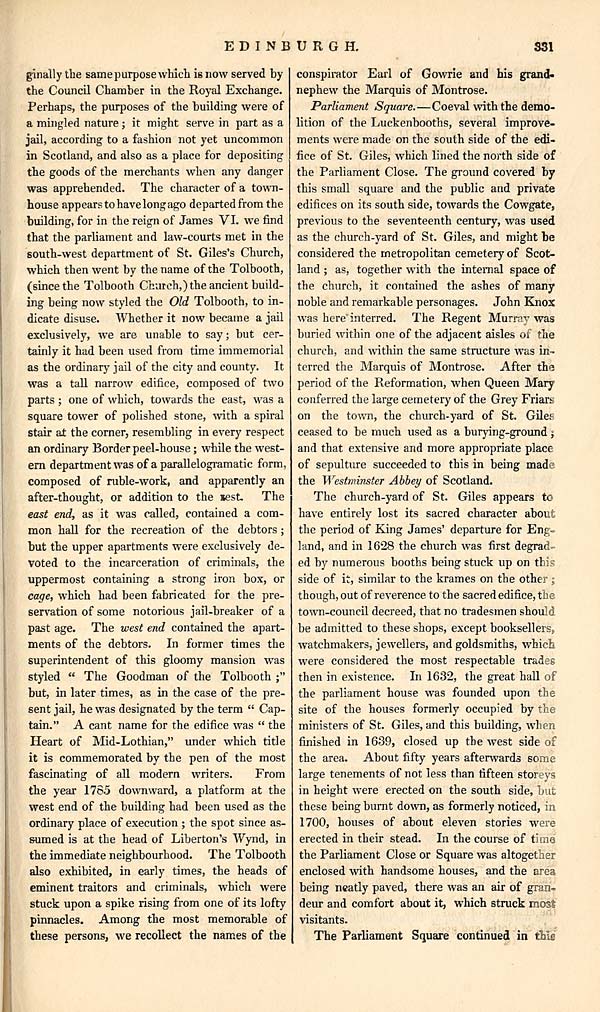 EDINBURGH.
331
ginally the same purpose which is now served by
the Council Chamber in the Royal Exchange.
Perhaps, the purposes of the building were of
a mingled nature ; it might serve in part as a
jail, according to a fashion not yet uncommon
in Scotland, and also as a place for depositing
the goods of the merchants when any danger
was apprehended. The character of a town-
house appears to have long ago departed from the
building, for in the reign of James VI. we find
that the parliament and law-courts met in the
south-west department of St. Giles's Church,
which then went by the name of the Tolbooth,
(since the Tolbooth Church,) the ancient build-
ing being now styled the Old Tolbooth, to in-
dicate disuse. Whether it now became a jail
exclusively, we are unable to say ; but cer-
tainly it had been used from time immemorial
as the ordinary jail of the city and county. It
was a tall narrow edifice, composed of two
parts ; one of which, towards the east, was a
square tower of polished stone, with a spiral
stair at the corner, resembling in every respect
an ordinary Border peel-house ; while the west-
ern department was of a parallelogramatic form,
composed of ruble-work, and apparently an
after-thought, or addition to the rest. The
east end, as it was called, contained a com-
mon hall for the recreation of the debtors ;
but the upper apartments were exclusively de-
voted to the incarceration of criminals, the
uppermost containing a strong iron box, or
cage, which had been fabricated for the pre-
servation of some notorious jail-breaker of a
past age. The west end contained the apart-
ments of the debtors. In former times the
superintendent of this gloomy mansion was
styled “ The Goodman of the Tolbooth ;”
but, in later times, as in the case of the pre-
sent jail, he was designated by the term “ Cap-
tain.” A cant name for the edifice was “ the
Heart of Mid-Lothian,” under which title
it is commemorated by the pen of the most
fascinating of all modern writers. From
the year 1785 downward, a platform at the
west end of the building had been used as the
ordinary place of execution ; the spot since as-
sumed is at the head of Liberton's Wynd, in
the immediate neighbourhood. The Tolbooth
also exhibited, in early times, the heads of
eminent traitors and criminals, which were
stuck upon a spike rising from one of its lofty
pinnacles. Among the most memorable of
these persons, we recollect the names of the
conspirator Earl of Gowrie and his grand-
nephew the Marquis of Montrose.
Parliament Square.—Coeval with the demo-
lition of the Luckenbooths, several improve-
ments were made on the south side of the edi-
fice of St. Giles, which lined the north side of
the Parliament Close. The ground covered by
this small square and the public and private
edifices on its south side, towards the Cowgate,
previous to the seventeenth century, was used
as the church-yard of St. Giles, and might be
considered the metropolitan cemetery of Scot-
land ; as, together with the internal space of
the church, it contained the ashes of many
noble and remarkable personages. John Knox
was here interred. The Regent Murray was
buried within one of the adjacent aisles of the
church, and within the same structure was in-
terred the Marquis of Montrose. After the
period of the Reformation, when Queen Mary
conferred the large cemetery of the Grey Friars
on the town, the church-yard of St. Giles
ceased to be much used as a burying-ground ;
and that extensive and more appropriate place
of sepulture succeeded to this in being made
the Westminster Abbey of Scotland.
The church-yard of St. Giles appears to
have entirely lost its sacred character about
the period of King James' departure for Eng-
land, and in 1628 the church was first degrad-
ed by numerous booths being stuck up on this
side of it, similar to the krames on the other ;
though, out of reverence to the sacred edifice, the
town-council decreed, that no tradesmen should
be admitted to these shops, except booksellers,
watchmakers, jewellers, and goldsmiths, which
were considered the most respectable trades
then in existence. In 1632, the great hall of
the parliament house was founded upon the
site of the houses formerly occupied by the
ministers of St. Giles, and this building, when
finished in 1639, closed up the west side of
the area. About fifty years afterwards some
large tenements of not less than fifteen storeys
in height were erected on the south side, but
these being burnt down, as formerly noticed, in
1700, houses of about eleven stories were
erected in their stead. In the course of time
the Parliament Close or Square was altogether
enclosed with handsome houses, and the area
being neatly paved, there was an air of gran-
deur and comfort about it, which struck most
visitants.
The Parliament Square continued in this